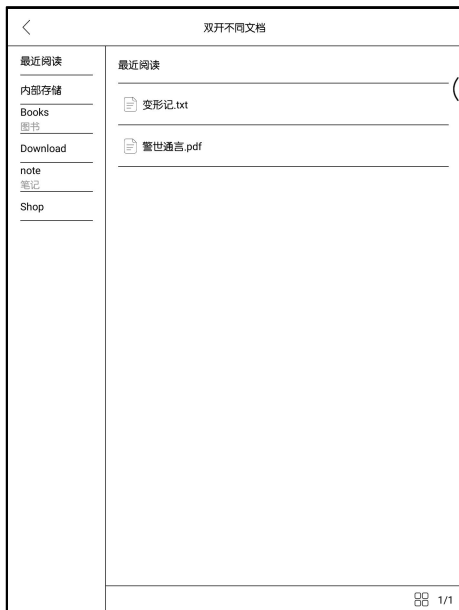 双开不同文档
最近阅读
内部存储
Books
图书
Download
note
笔记
Shop
最近阅读
变形记.txt
警世通言.pdf
1/1